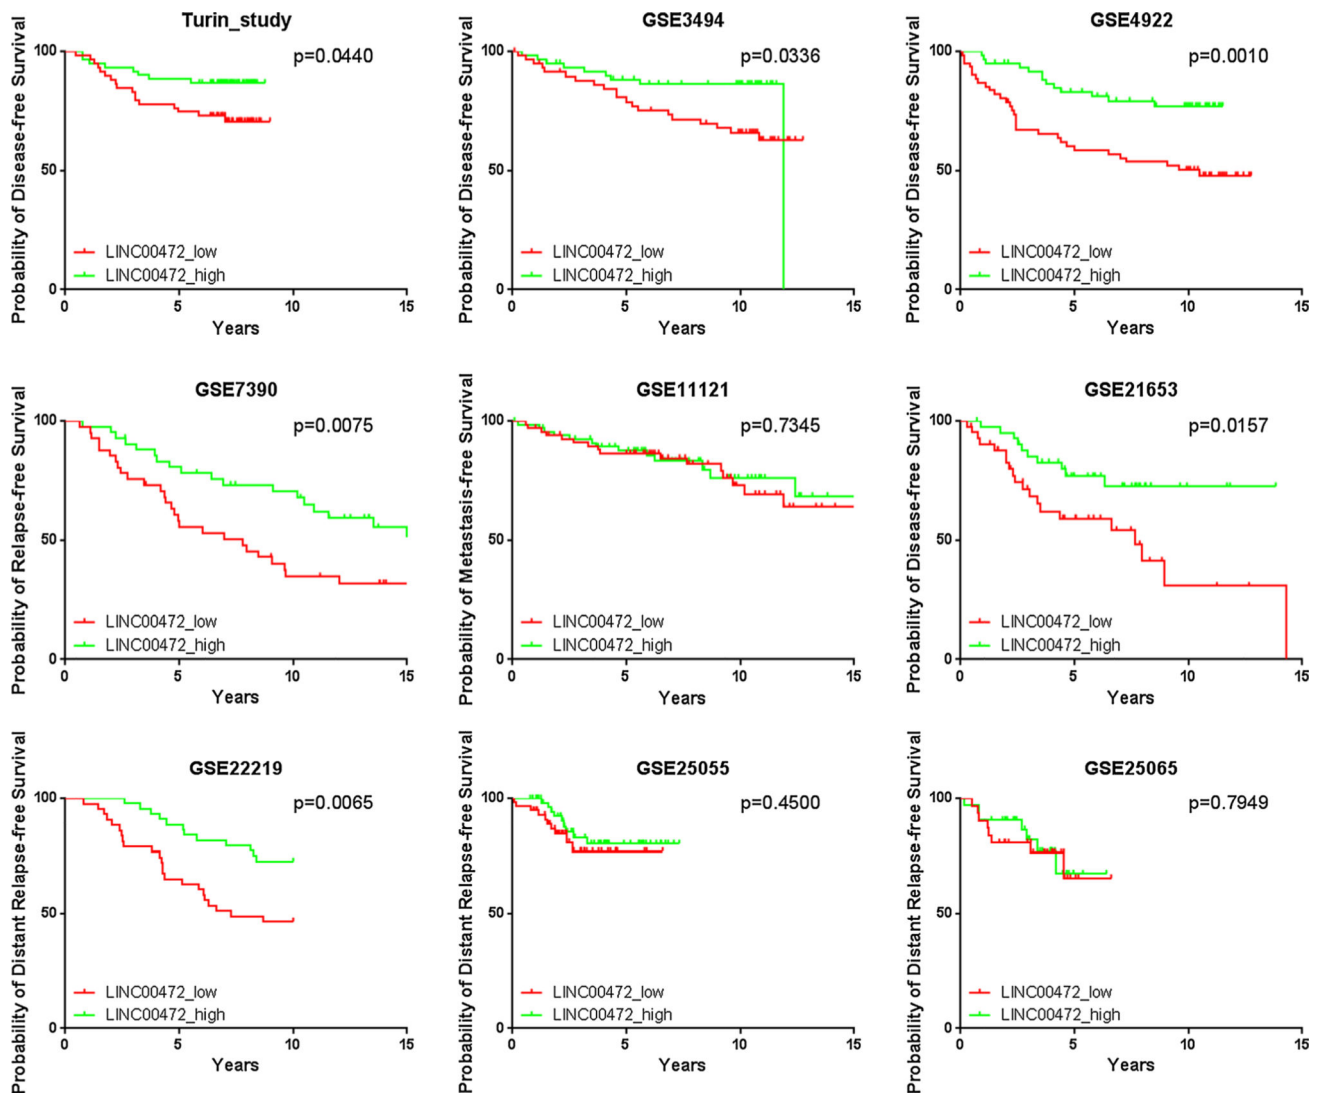 Turin_study
p=0.0440
Probability of Disease-free Survival
100
50
0
LINC00472_low
LINC00472_high
0 5 10 15
Years
GSE3494
p=0.0336
Probability of Disease-free Survival
100
50
0
LINC00472_low
LINC00472_high
0 5 10 15
Years
GSE4922
p=0.0010
Probability of Disease-free Survival
100
50
0
LINC00472_low
LINC00472_high
0 5 10 15
Years
GSE7390
p=0.0075
Probability of Relapse-free Survival
100
50
0
LINC00472_low
LINC00472_high
0 5 10 15
Years
GSE11121
p=0.7345
Probability of Metastasis-free Survival
100
50
0
LINC00472_low
LINC00472_high
0 5 10 15
Years
GSE21653
p=0.0157
Probability of Disease-free Survival
100
50
0
LINC00472_low
LINC00472_high
0 5 10 15
Years
GSE22219
p=0.0065
Probability of Distant Relapse-free Survival
100
50
0
LINC00472_low
LINC00472_high
0 5 10 15
Years
GSE25055
p=0.4500
Probability of Distant Relapse-free Survival
100
50
0
LINC00472_low
LINC00472_high
0 5 10 15
Years
GSE25065
p=0.7949
Probability of Distant Relapse-free Survival
100
50
0
LINC00472_low
LINC00472_high
0 5 10 15
Years